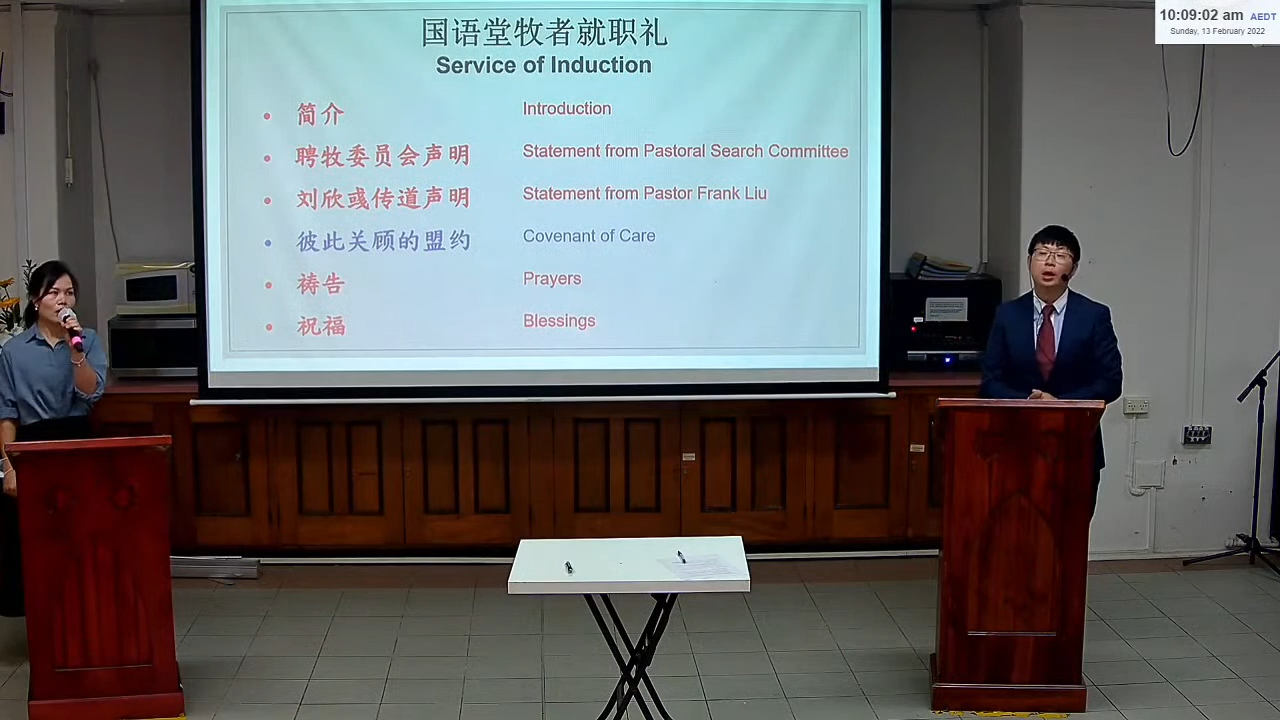 10:09:02 am AEDT
Sunday, 13 February 2022
国语堂牧者就职礼
Service of Induction
• 简介 Introduction
• 聘牧委员会声明 Statement from Pastoral Search Committee
• 刘欣彧传道声明 Statement from Pastor Frank Liu
• 彼此关顾的盟约 Covenant of Care
• 祷告 Prayers
• 祝福 Blessings